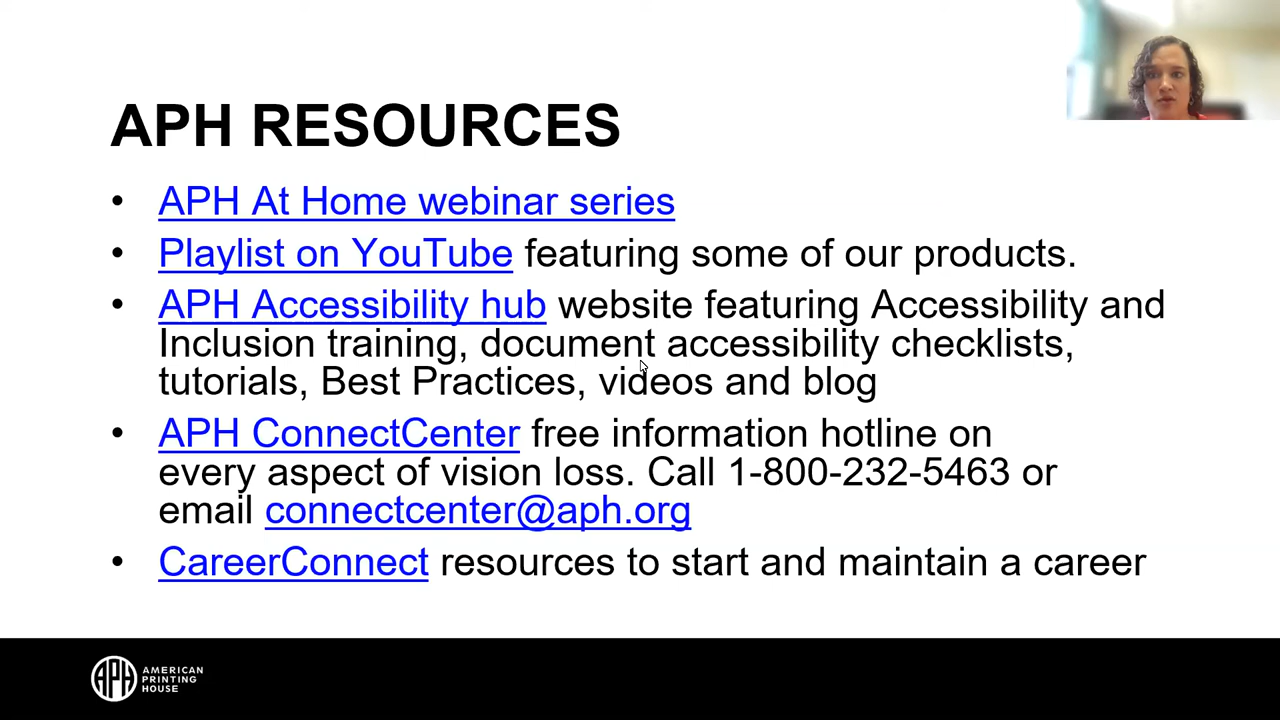 APH RESOURCES
• APH At Home webinar series
• Playlist on YouTube featuring some of our products.
• APH Accessibility hub website featuring Accessibility and
Inclusion training, document accessibility checklists,
tutorials, Best Practices, videos and blog
• APH ConnectCenter free information hotline on
every aspect of vision loss. Call 1-800-232-5463 or
email connectcenter@aph.org
• CareerConnect resources to start and maintain a career
APH
AMERICAN
PRINTING
HOUSE